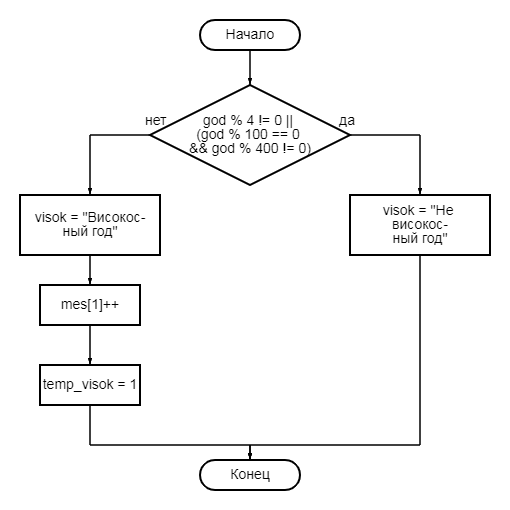 Начало
нет
да
god % 4 != 0 ||
(god % 100 == 0
&& god % 400 != 0)
visok = "Високос-
ный год"
visok = "Не
високос-
ный год"
mes[1]++
temp_visok = 1
Конец